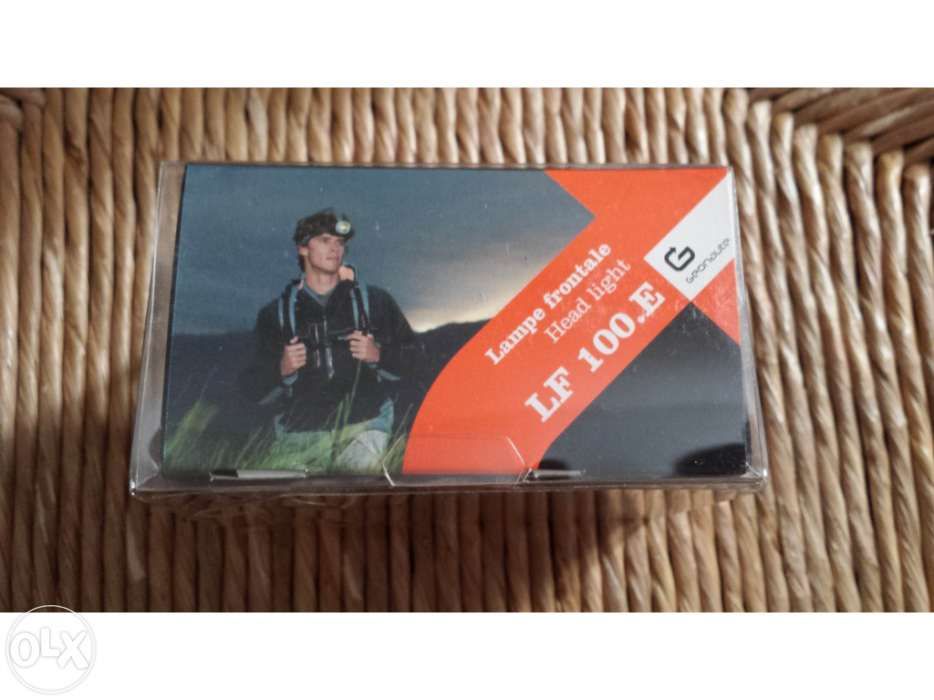 Lampe frontale
Head light
LF 100.E
Geonaute
OLX